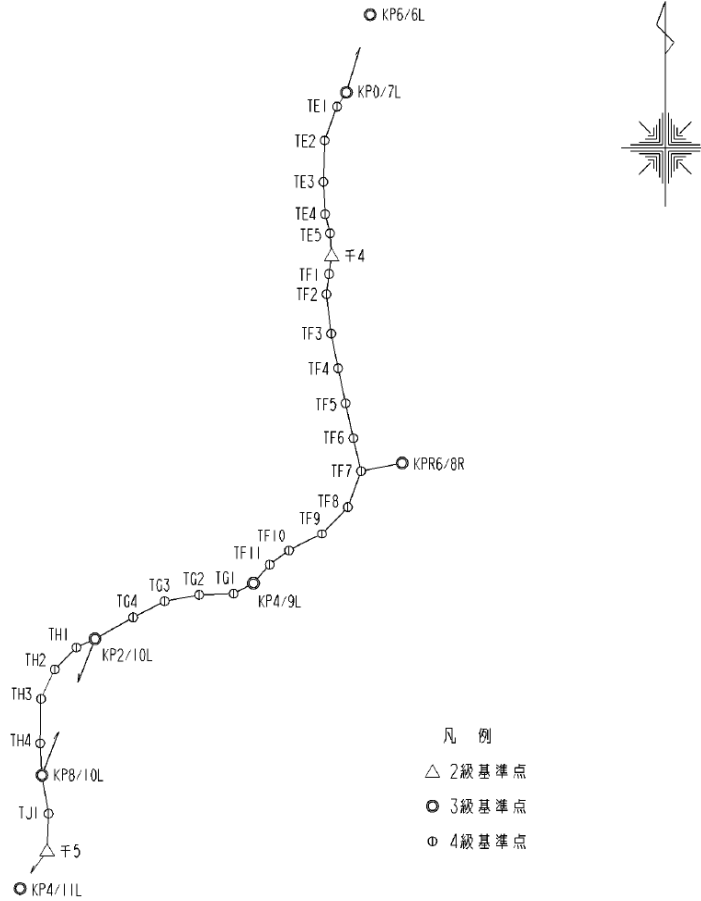 KP6/6L
KP0/7L
TE1
TE2
TE3
TE4
TE5
千4
TF1
TF2
TF3
TF4
TF5
TF6
KPR6/8R
TF7
TF8
TF9
TF10
TF11
KP4/9L
TG1
TG2
TG3
TG4
TH1
KP2/10L
TH2
TH3
TH4
KP8/10L
TJ1
千5
KP4/11L
凡 例
2級基準点
3級基準点
4級基準点